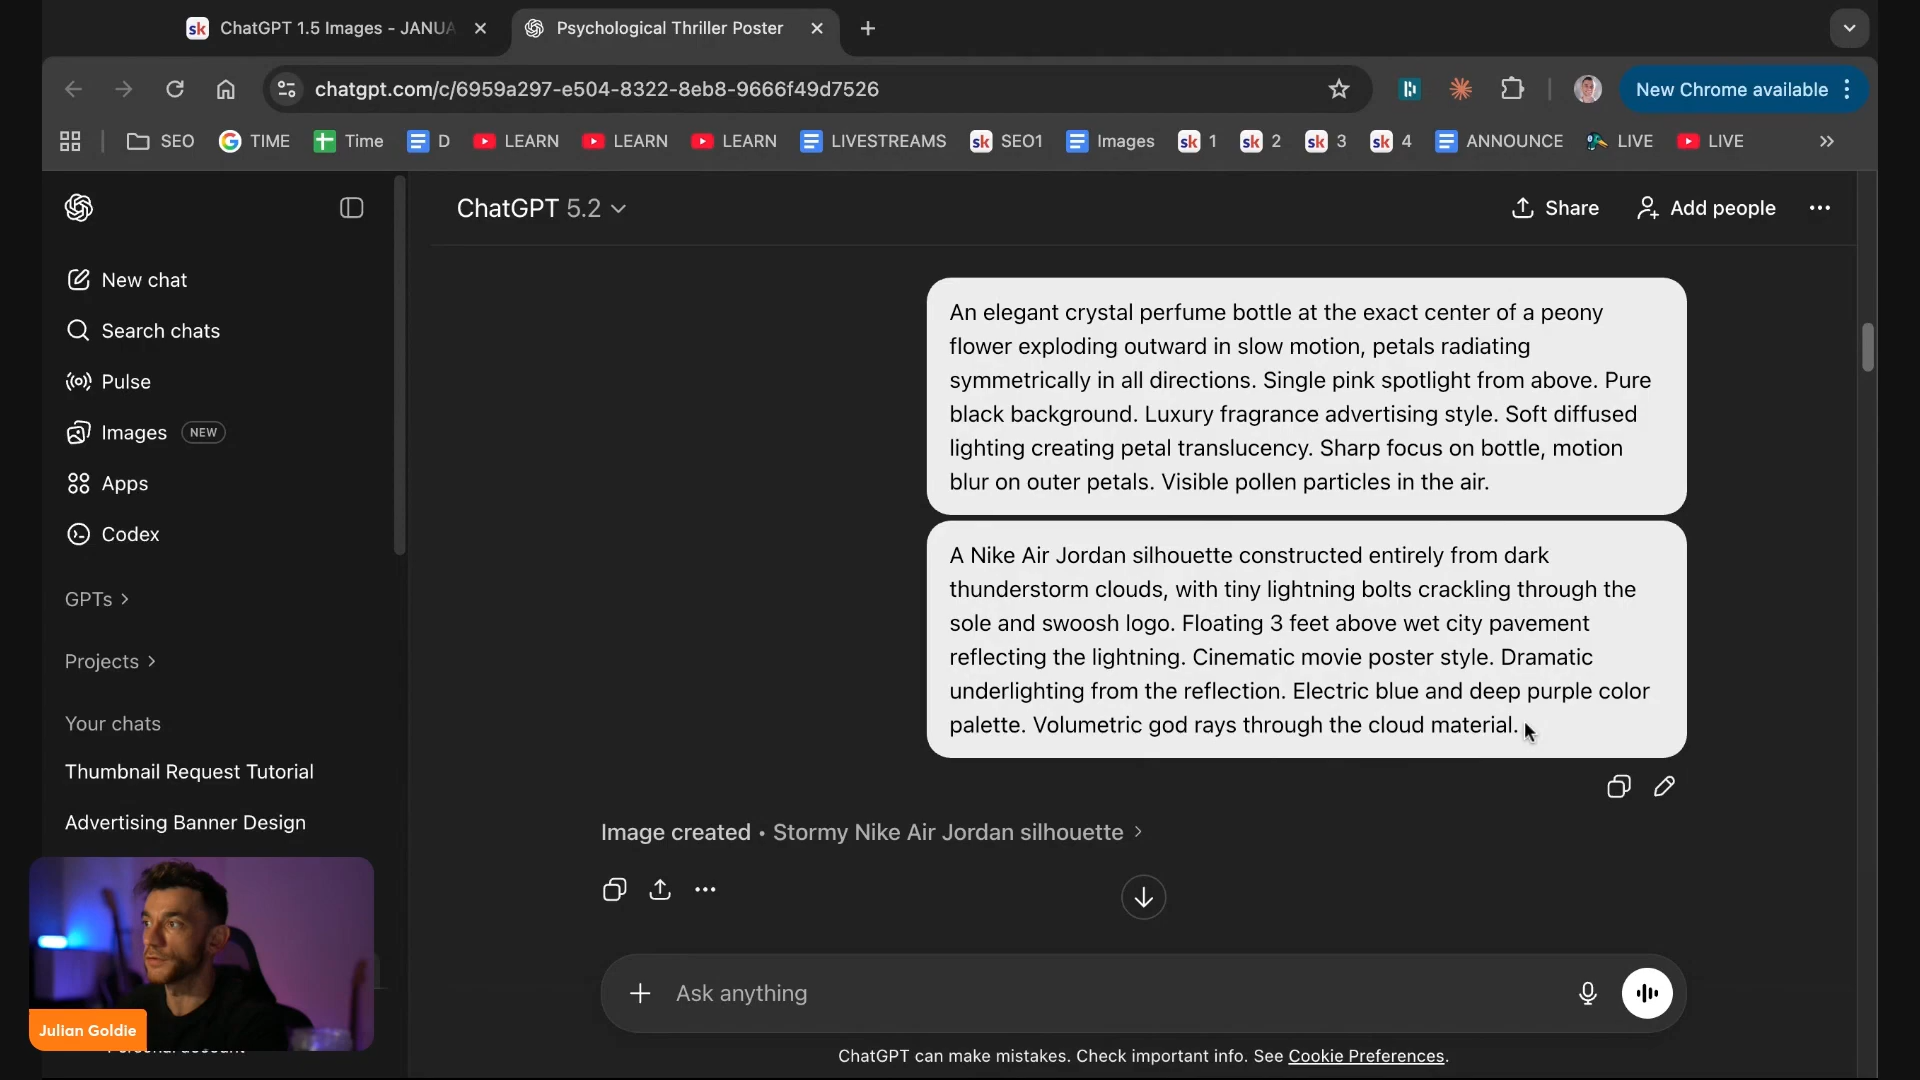 sk ChatGPT 1.5 Images - JANUA
Psychological Thriller Poster
chatgpt.com/c/6959a297-e504-8322-8eb8-9666f49d7526
New Chrome available
SEO
TIME
Time
D
LEARN
LEARN
LEARN
LIVESTREAMS
sk SEO1
Images
sk 1
sk 2
sk 3
sk 4
ANNOUNCE
LIVE
LIVE
ChatGPT 5.2
Share
Add people
New chat
Search chats
Pulse
Images NEW
Apps
Codex
GPTs
Projects
Your chats
Thumbnail Request Tutorial
Advertising Banner Design
An elegant crystal perfume bottle at the exact center of a peony
flower exploding outward in slow motion, petals radiating
symmetrically in all directions. Single pink spotlight from above. Pure
black background. Luxury fragrance advertising style. Soft diffused
lighting creating petal translucency. Sharp focus on bottle, motion
blur on outer petals. Visible pollen particles in the air.
A Nike Air Jordan silhouette constructed entirely from dark
thunderstorm clouds, with tiny lightning bolts crackling through the
sole and swoosh logo. Floating 3 feet above wet city pavement
reflecting the lightning. Cinematic movie poster style. Dramatic
underlighting from the reflection. Electric blue and deep purple color
palette. Volumetric god rays through the cloud material.
Image created • Stormy Nike Air Jordan silhouette
Ask anything
ChatGPT can make mistakes. Check important info. See Cookie Preferences.
Julian Goldie